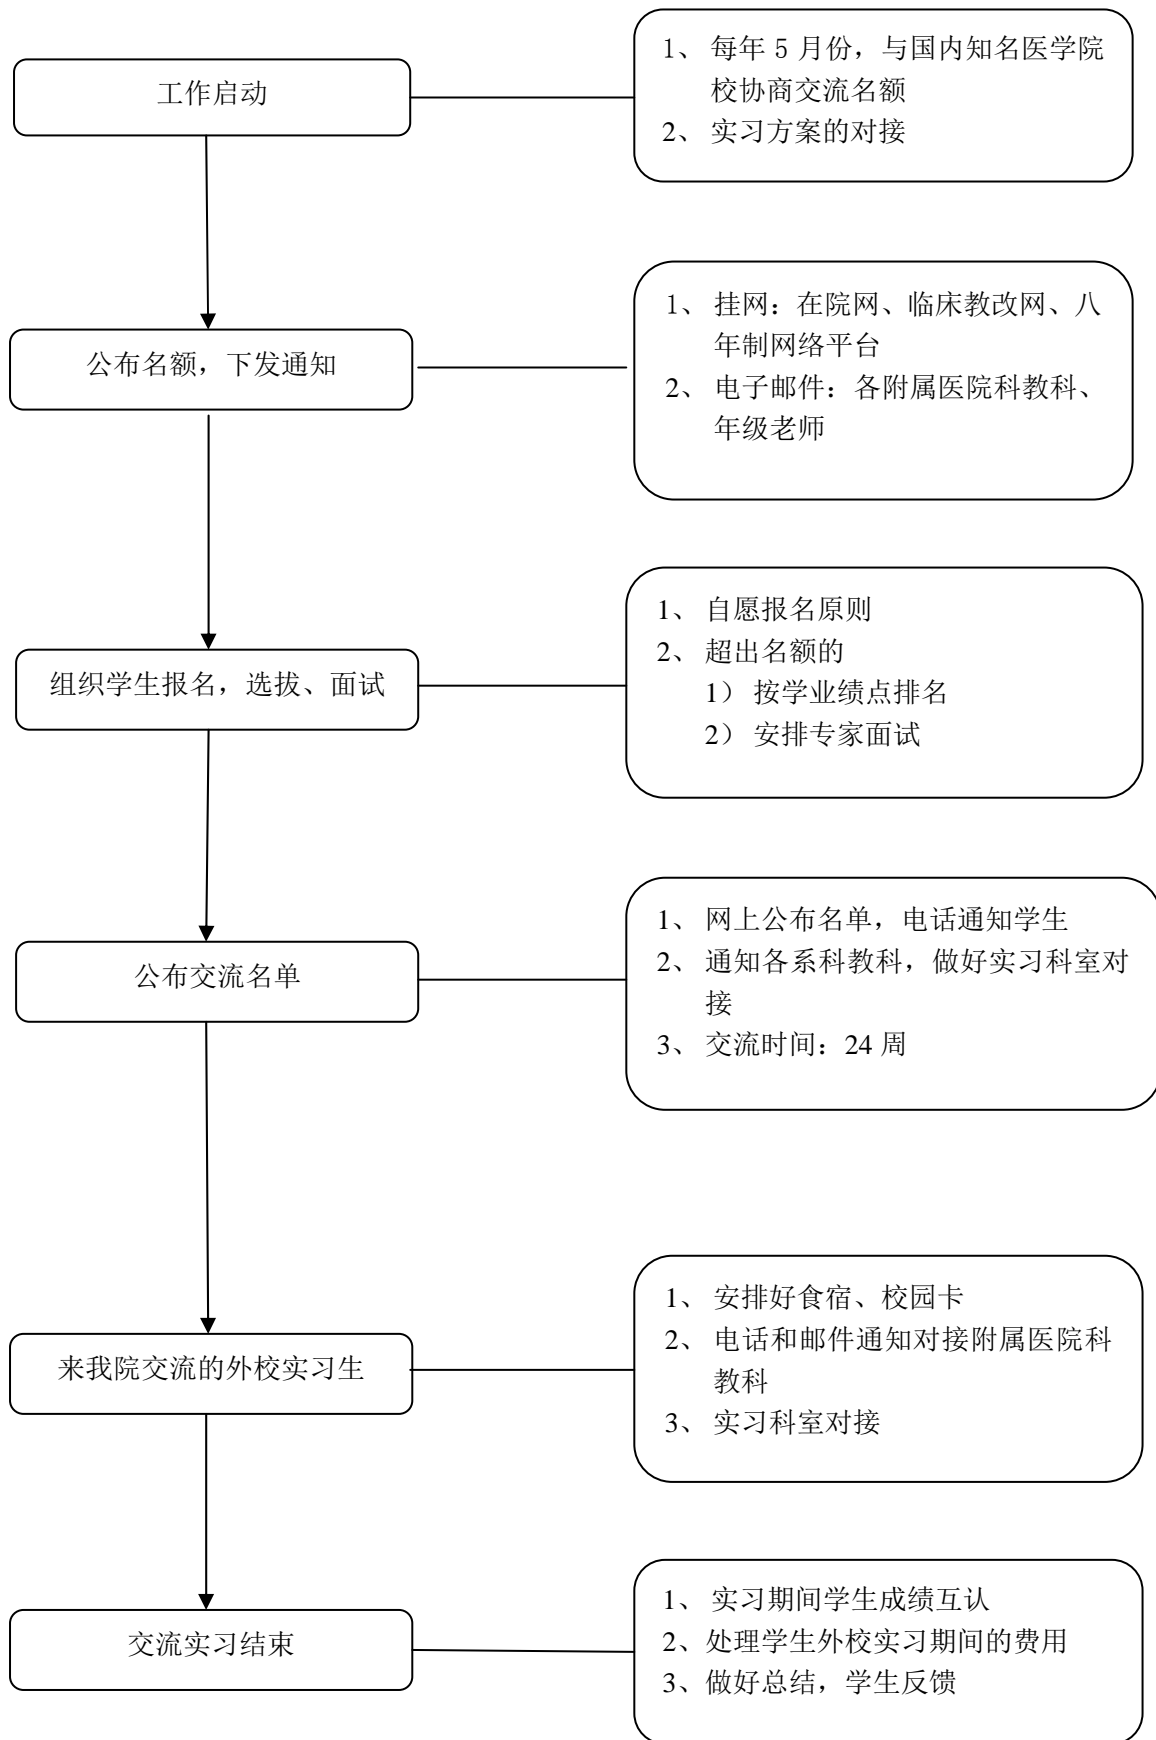 工作启动
1、 每年 5 月份，与国内知名医学院
校协商交流名额
2、 实习方案的对接
公布名额，下发通知
1、 挂网：在院网、临床教改网、八
年制网络平台
2、 电子邮件：各附属医院科教科、
年级老师
组织学生报名，选拔、面试
1、 自愿报名原则
2、 超出名额的
1） 按学业绩点排名
2） 安排专家面试
公布交流名单
1、 网上公布名单，电话通知学生
2、 通知各系科教科，做好实习科室对
接
3、 交流时间：24 周
来我院交流的外校实习生
1、 安排好食宿、校园卡
2、 电话和邮件通知对接附属医院科
教科
3、 实习科室对接
交流实习结束
1、 实习期间学生成绩互认
2、处理学生外校实习期间的费用
3、做好总结，学生反馈